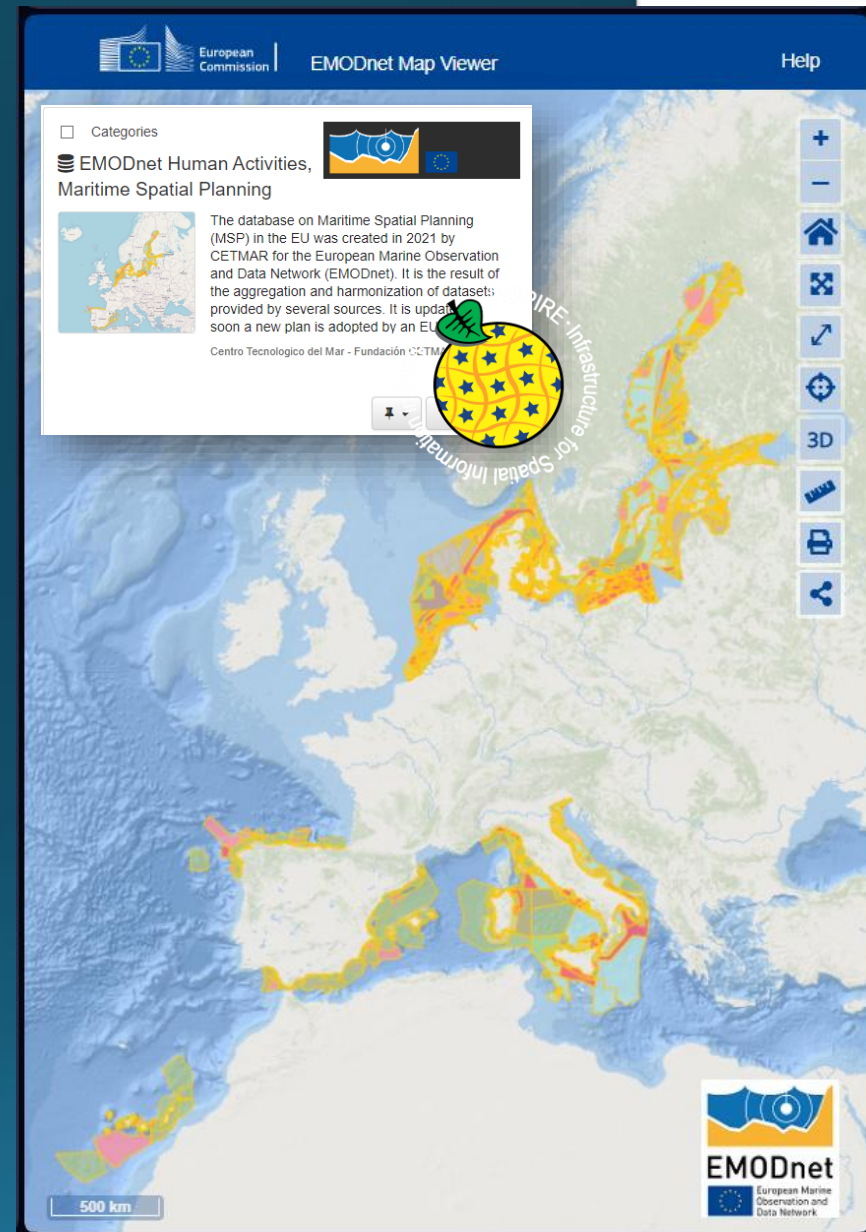 European
Commission
EMODnet Map Viewer
Help
Categories
EMODnet Human Activities,
Maritime Spatial Planning
The database on Maritime Spatial Planning
(MSP) in the EU was created in 2021 by
CETMAR for the European Marine Observation
and Data Network (EMODnet). It is the result of
the aggregation and harmonization of datasets
provided by several sources. It is
soon a new plan is adopted by an EU
Centro Tecnologico del Mar - Fundación
Infrastructure for Spatial Information
3D
500 km
EMODnet
European Marine
Observation and
Data Network